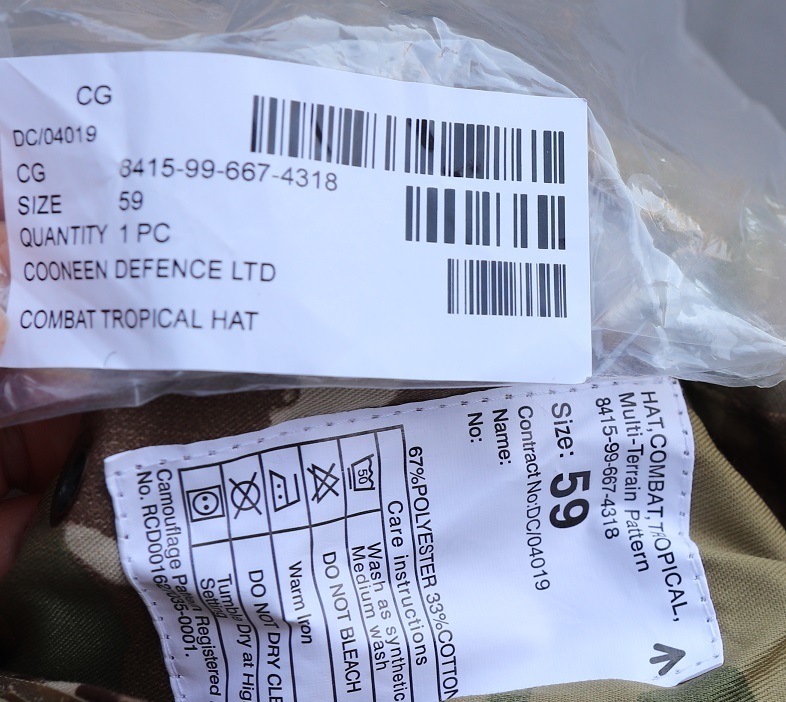 CG
DC/04019
CG 8415-99-667-4318
SIZE 59
QUANTITY 1 PC
COONEEN DEFENCE LTD
COMBAT TROPICAL HAT
HAT,COMBAT,TROPICAL,
Multi-Terrain Pattern
8415-99-667-4318
Size: 59
Contract No:DC/04019
Name:
No:
67%POLYESTER 33%COTTON
Care instructions
60
Wash as synthetic
Medium wash
DO NOT BLEACH
Warm Iron
DO NOT DRY CLE
Tumble Dry at Hig
Setting
Camouflage Pattern Registered